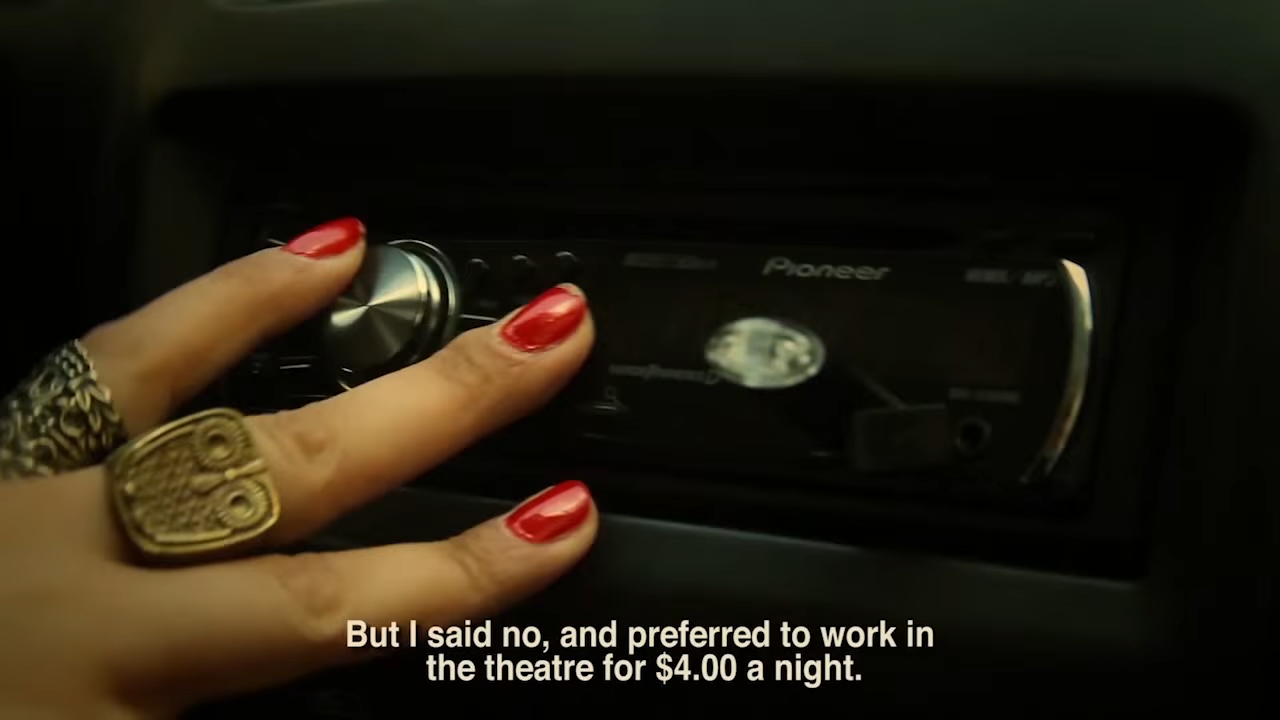 Pioneer
But I said no, and preferred to work in
the theatre for $4.00 a night.